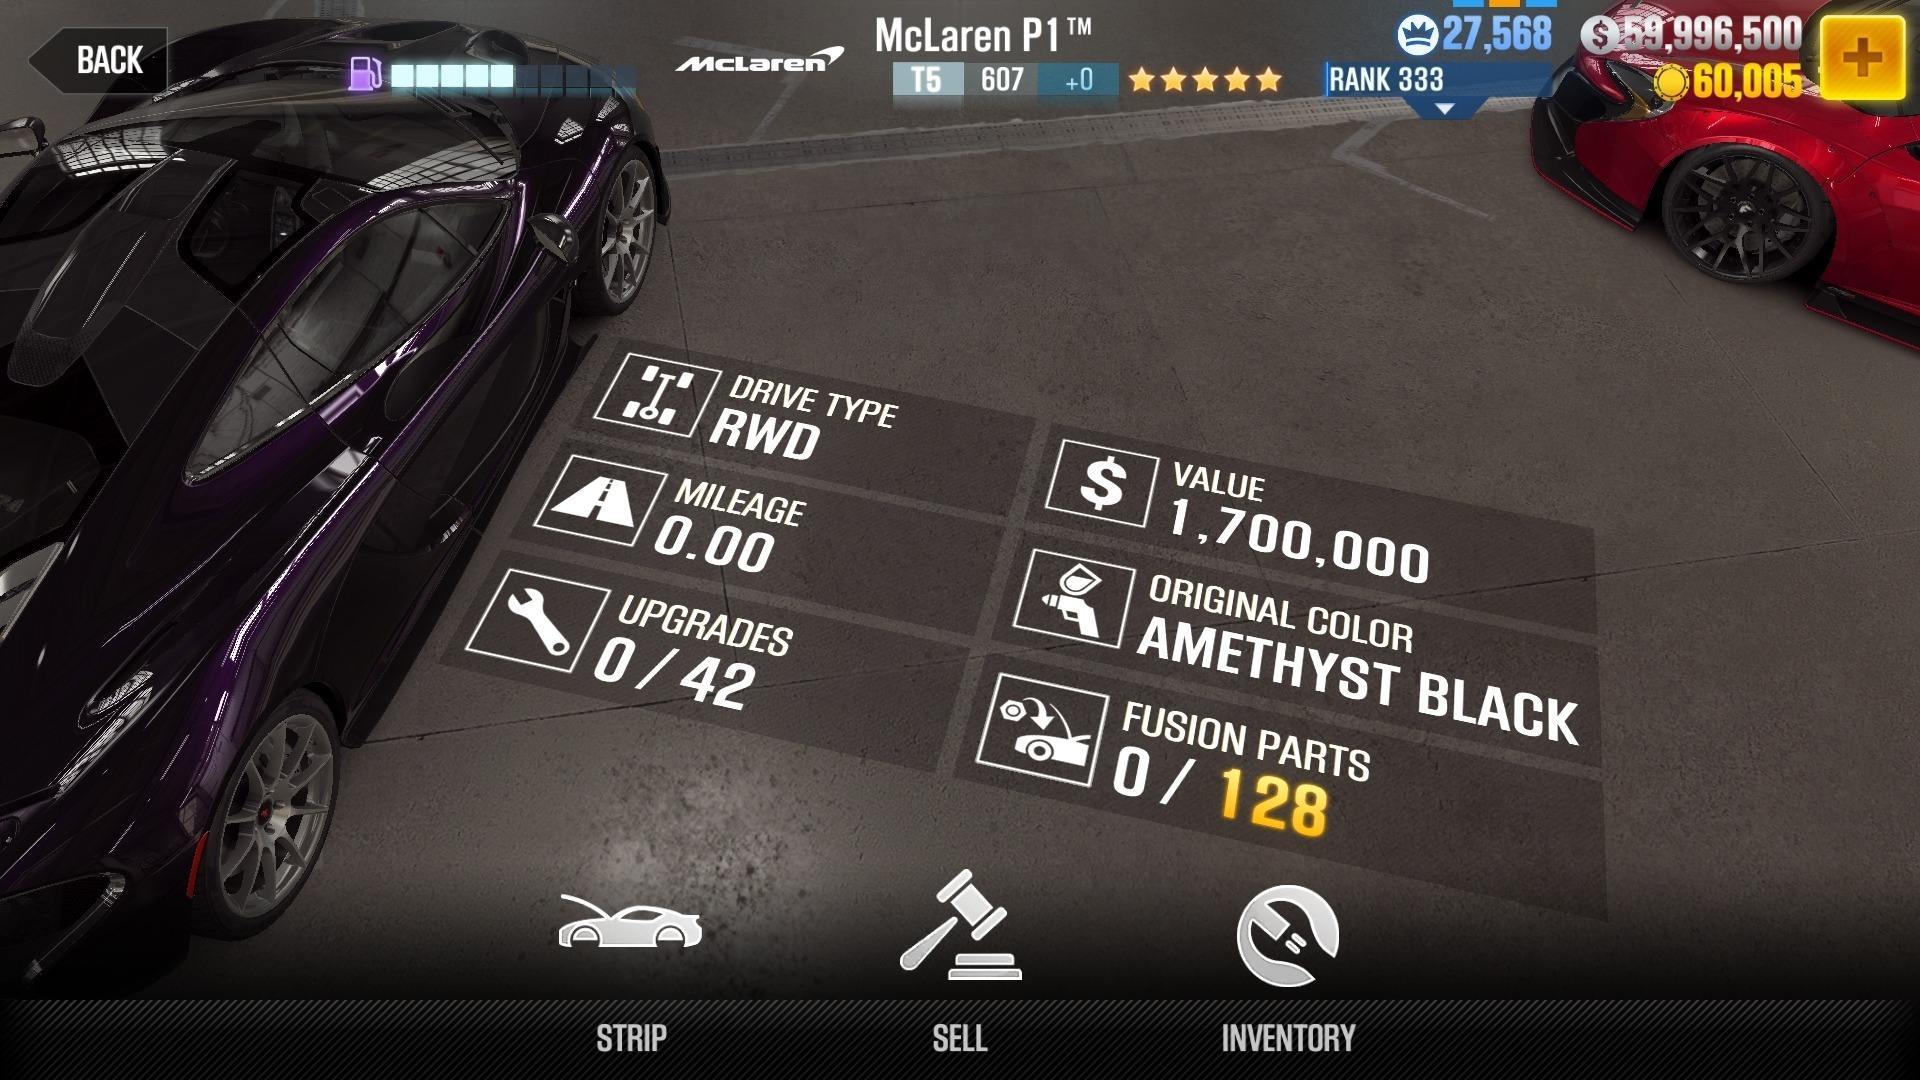 BACK
McLaren
McLaren P1™
T5 607 +0
27,568
59,996,500
RANK 333
60,005
DRIVE TYPE
RWD
MILEAGE
0.00
UPGRADES
0 / 42
VALUE
1,700,000
ORIGINAL COLOR
AMETHYST BLACK
FUSION PARTS
0 / 128
STRIP
SELL
INVENTORY